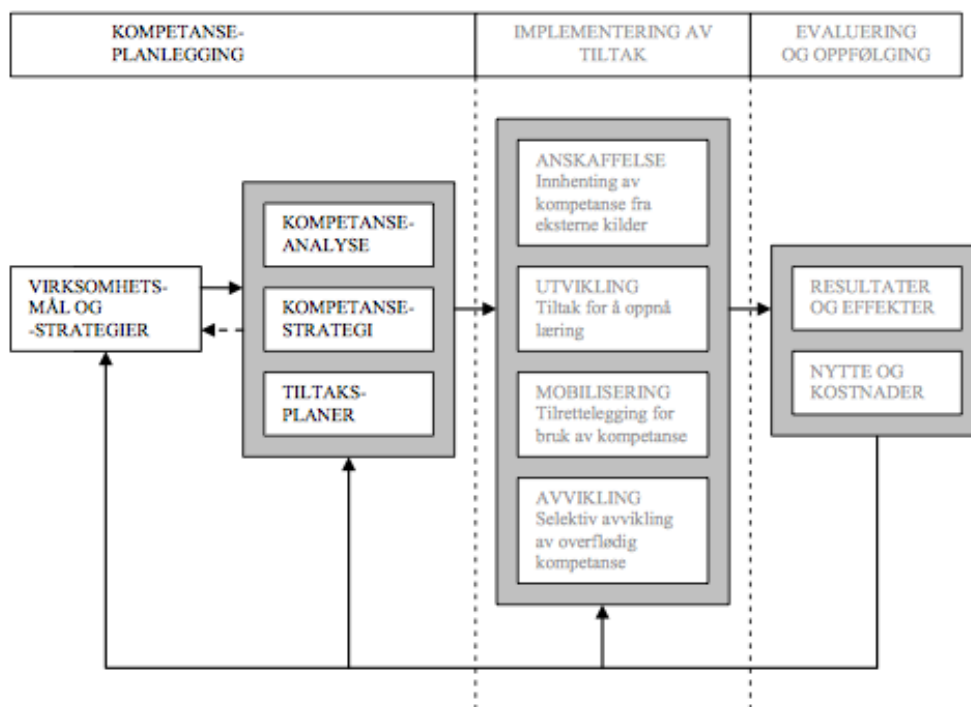 KOMPETANSE-
PLANLEGGING
IMPLEMENTERING AV
TILTAK
EVALUERING
OG OPPFØLGING
VIRKSOMHETS-
MÅL OG
-STRATEGIER
KOMPETANSE-
ANALYSE
KOMPETANSE-
STRATEGI
TILTAKS-
PLANER
ANSKAFFELSE
Innhenting av
kompetanse fra
eksterne kilder
UTVIKLING
Tiltak for å oppnå
læring
MOBILISERING
Tilrettelegging for
bruk av kompetanse
AVVIKLING
Selektiv avvikling
av overflødig
kompetanse
RESULTATER
OG EFFEKTER
NYTTE OG
KOSTNADER